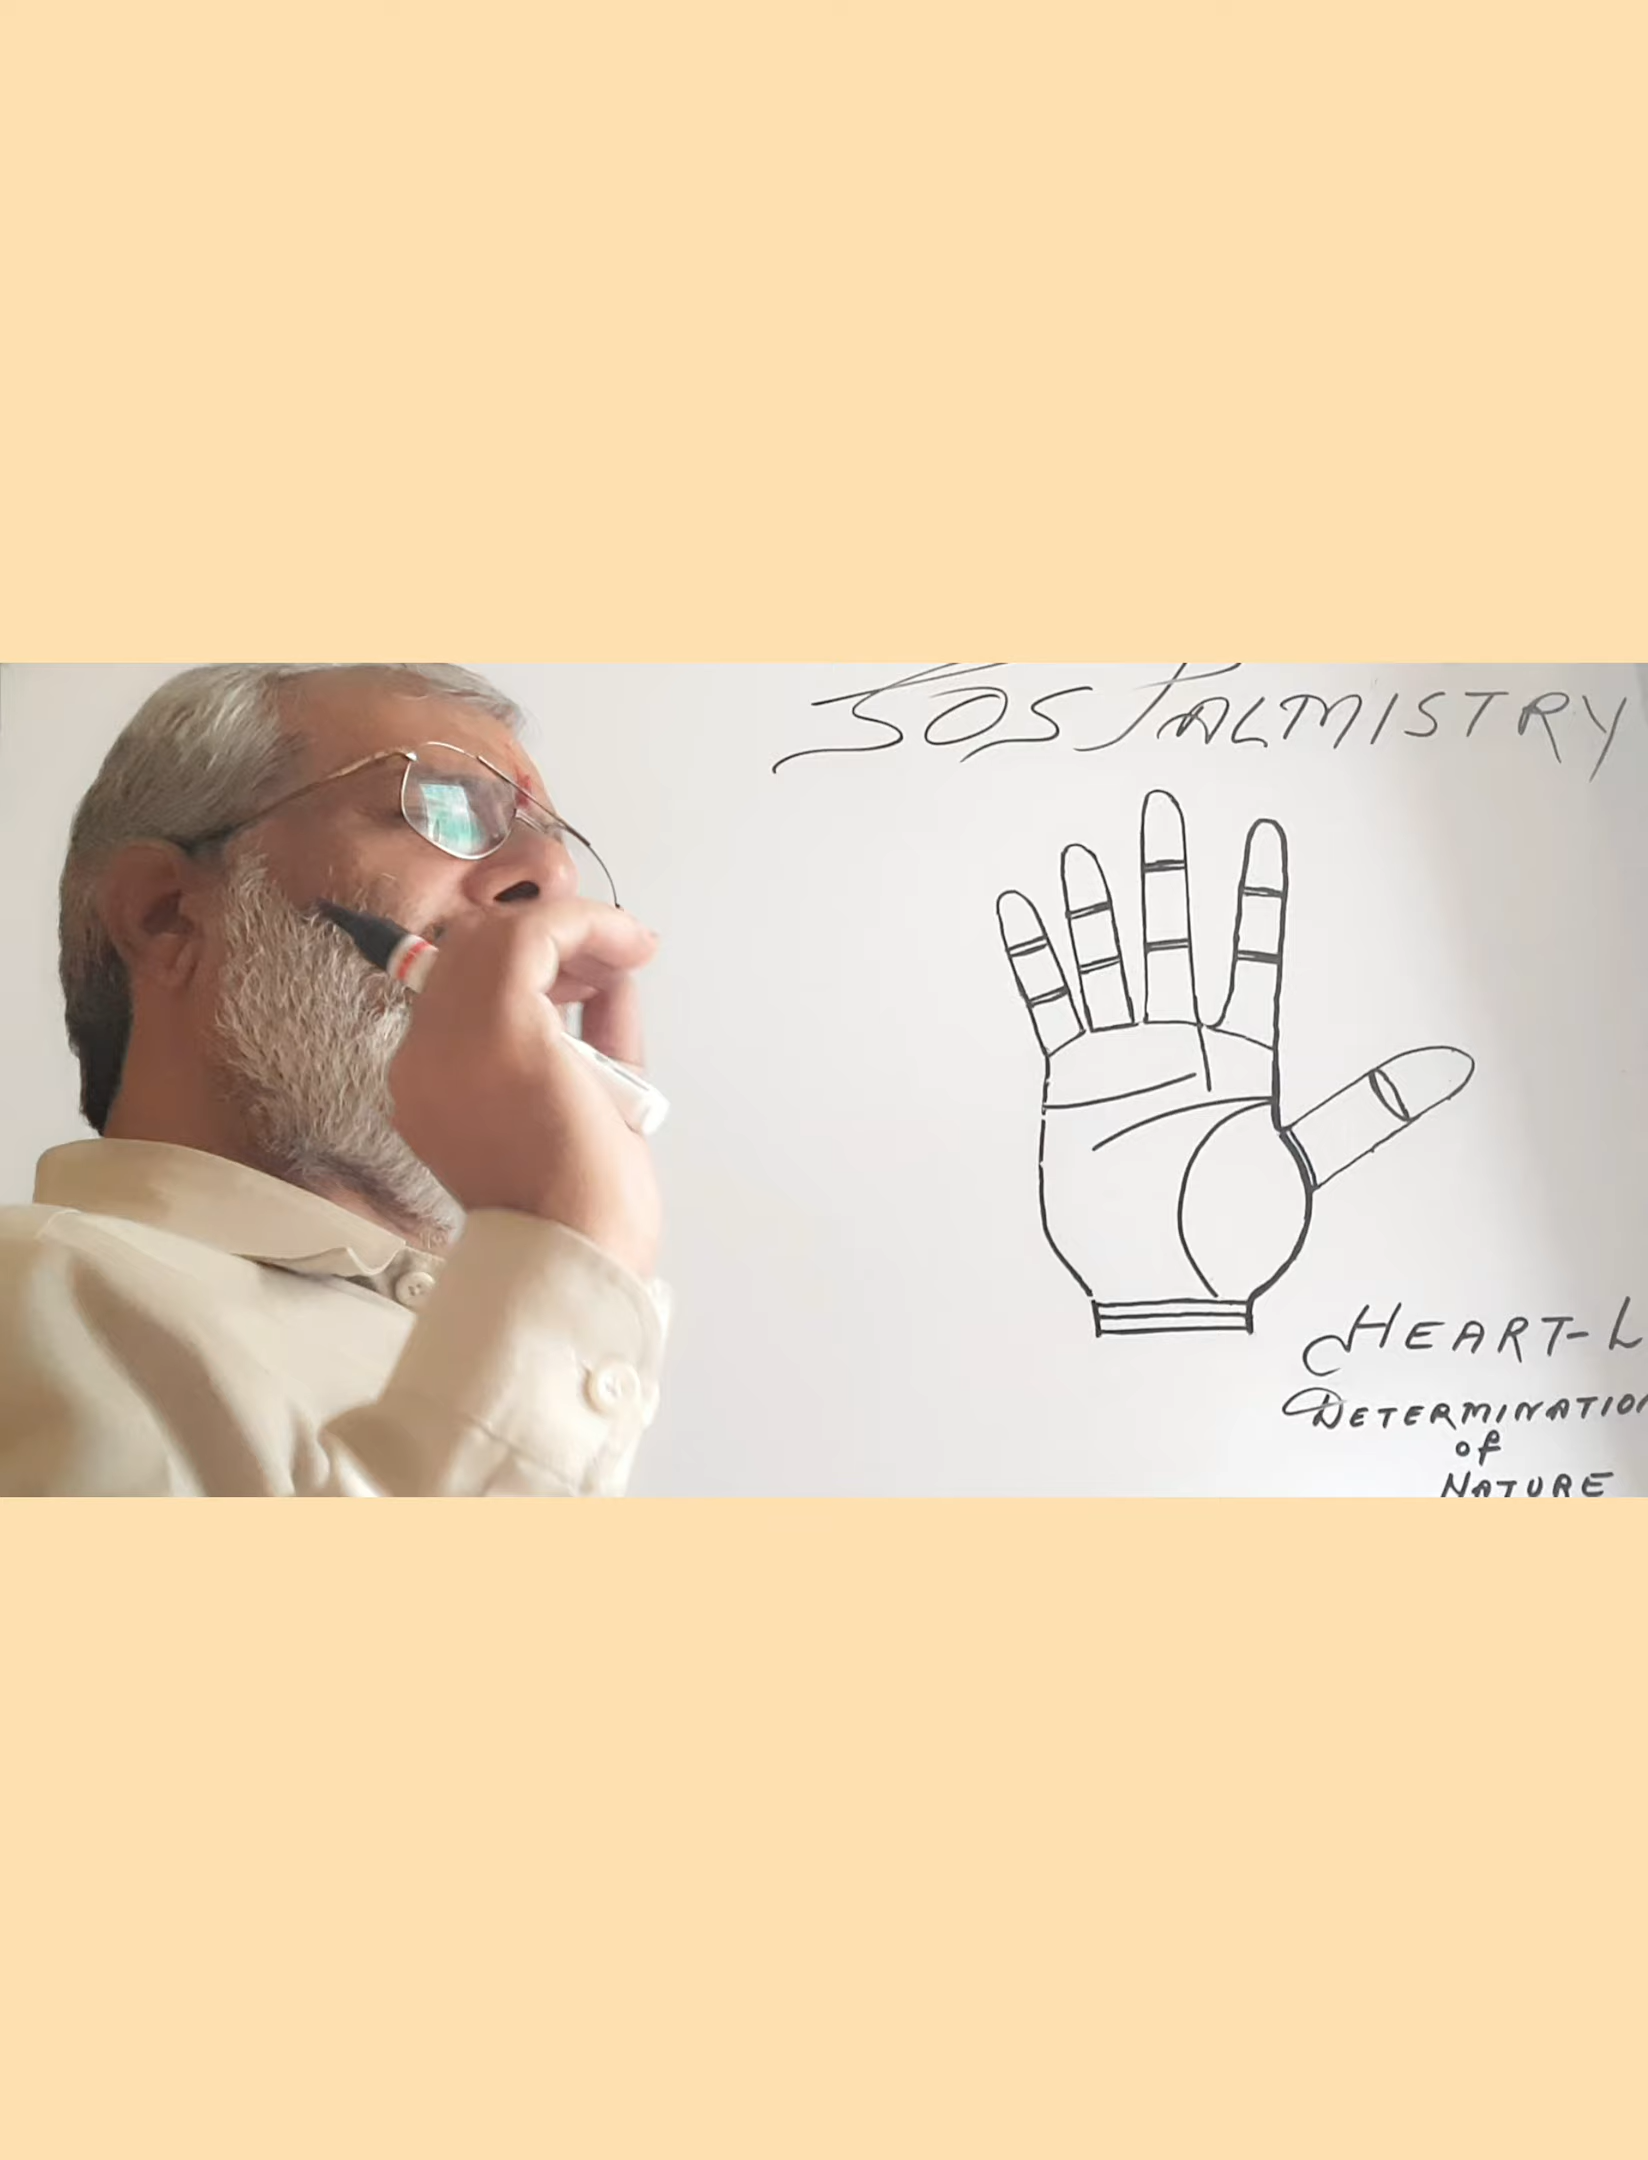 SOS PALMISTRY
HEART-L
DETERMINATION
of
NATURE